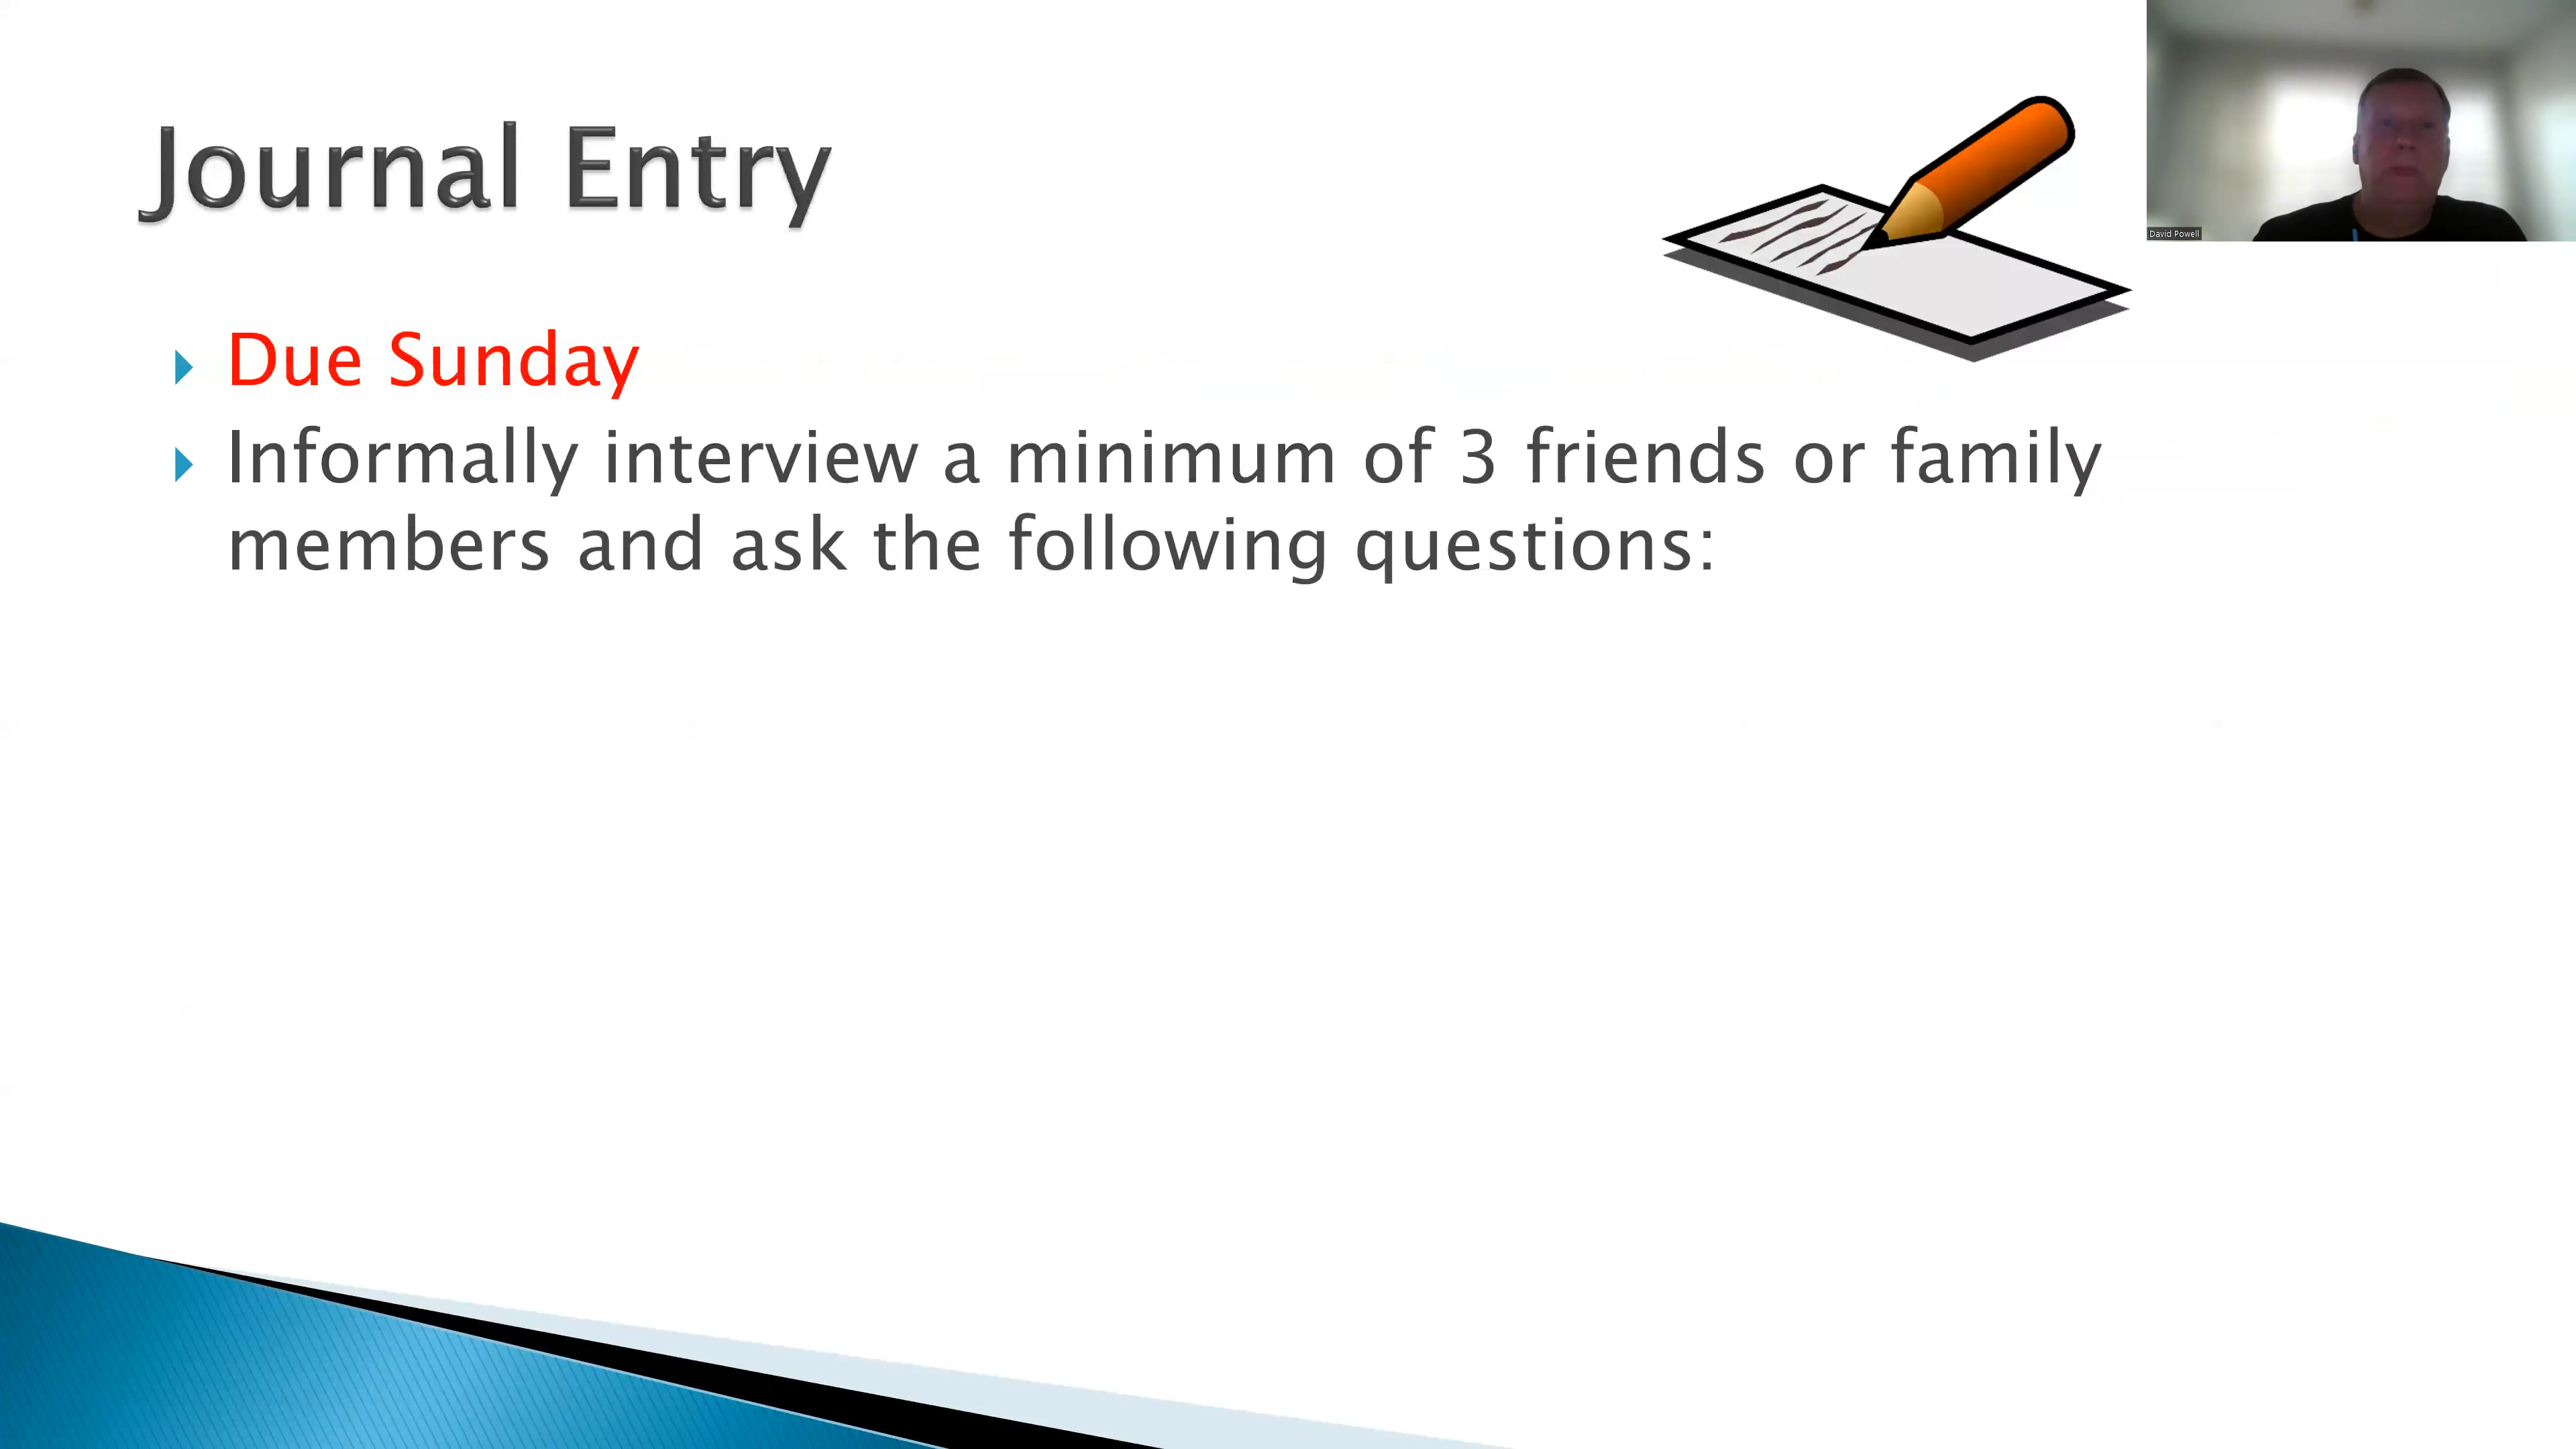 Journal Entry
Due Sunday
Informally interview a minimum of 3 friends or family
members and ask the following questions:
David Powell